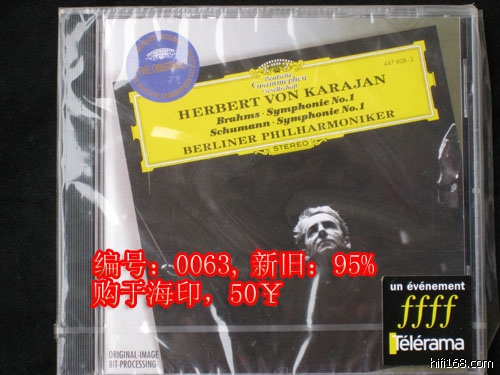 THE ORIGINALS
Deutsche
Grammophon
Gesellschaft
447 408-2
HERBERT VON KARAJAN
Brahms · Symphonie No.1
Schumann · Symphonie No.1
BERLINER PHILHARMONIKER
STEREO
编号：0063, 新旧：95%
购于海印，50￥
un événement
ffff
Télérama
ORIGINAL-IMAGE
BIT-PROCESSING
hifi168.com